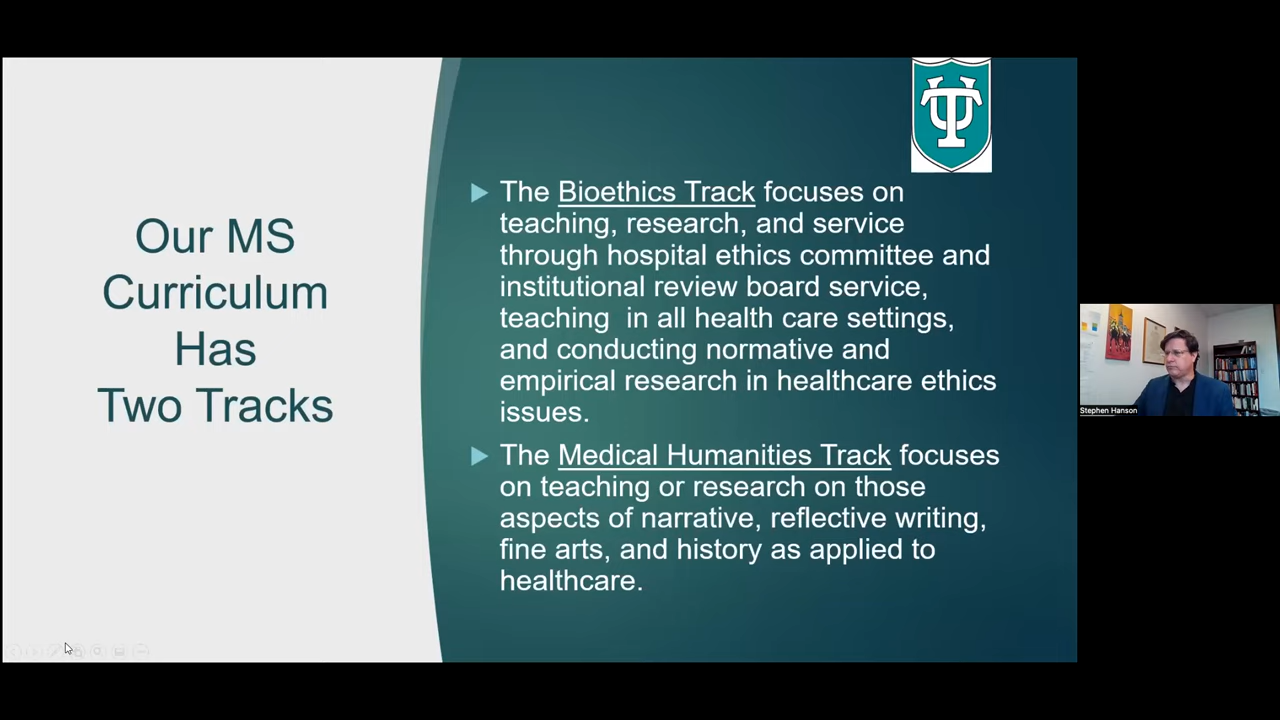 Our MS
Curriculum
Has
Two Tracks
The Bioethics Track focuses on
teaching, research, and service
through hospital ethics committee and
institutional review board service,
teaching  in all health care settings,
and conducting normative and
empirical research in healthcare ethics
issues.
The Medical Humanities Track focuses
on teaching or research on those
aspects of narrative, reflective writing,
fine arts, and history as applied to
healthcare.
Stephen Hanson